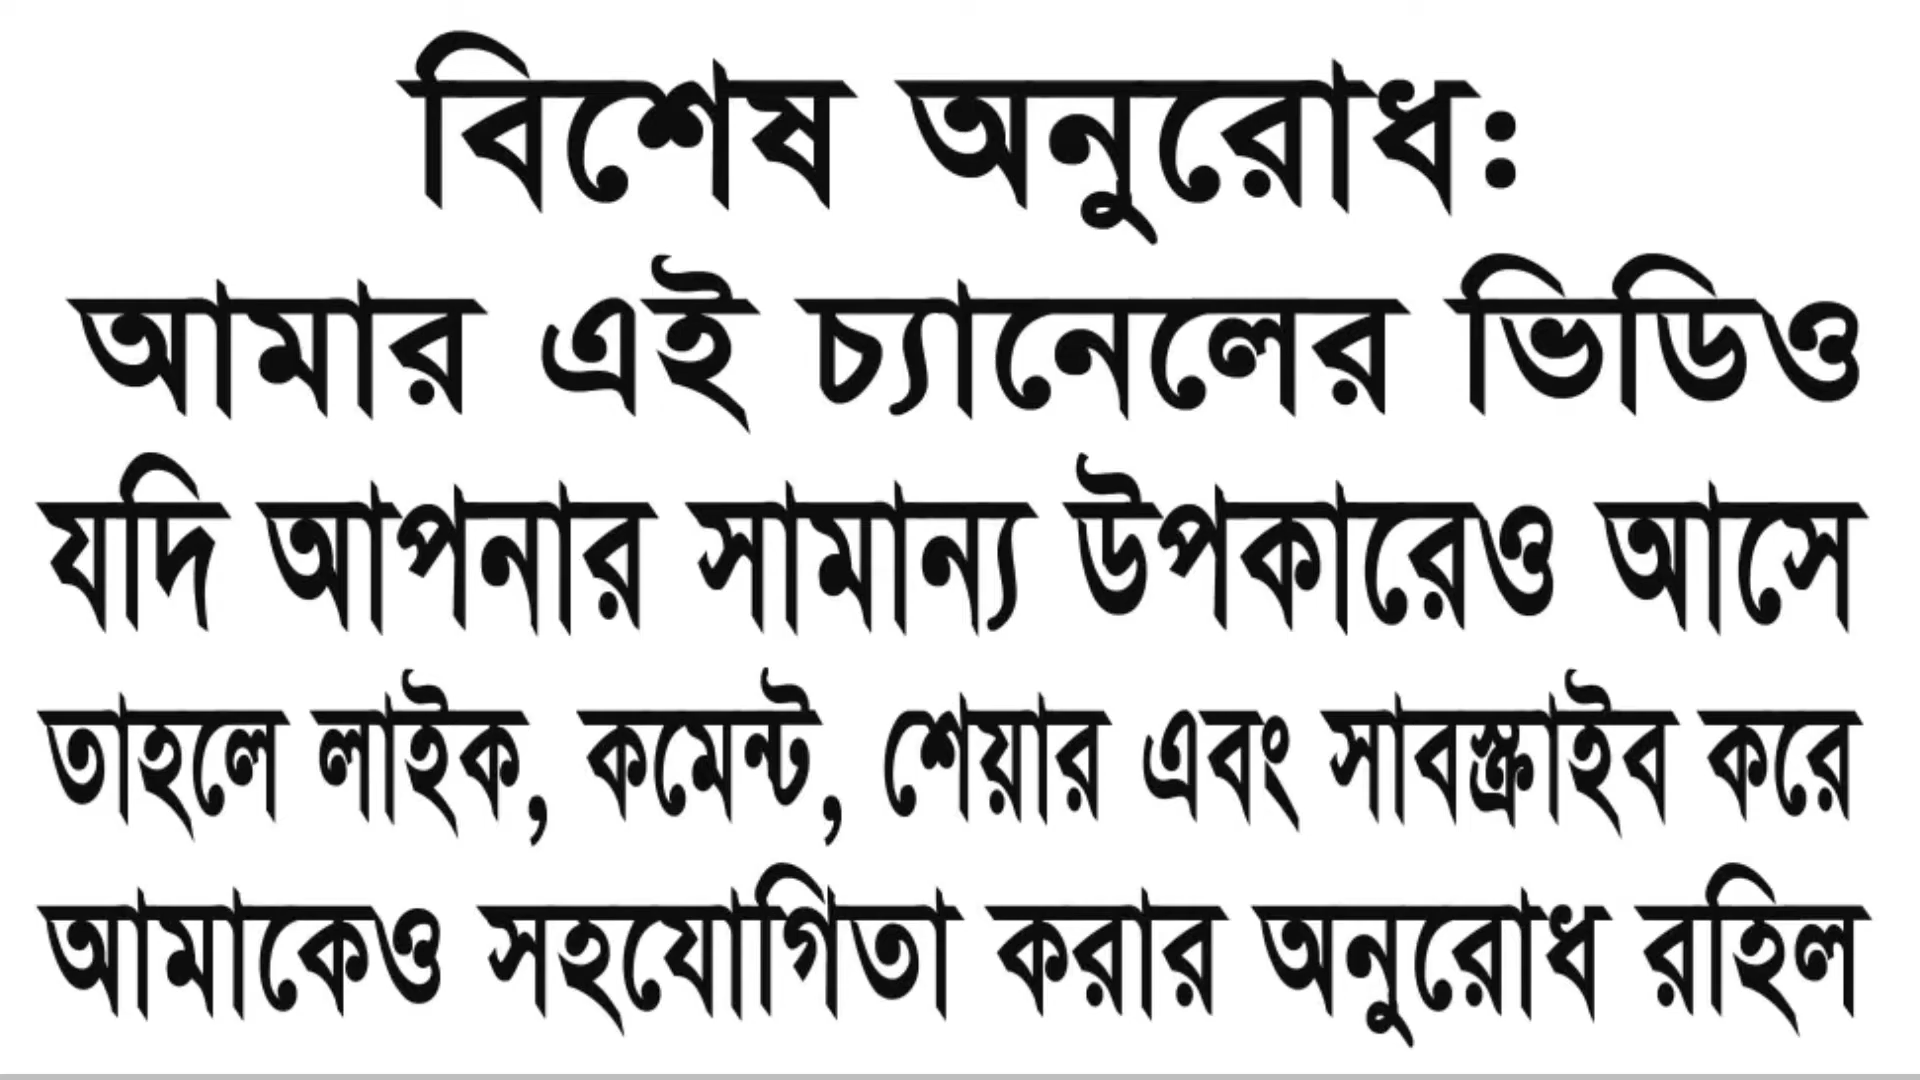 বিশেষ অনুরোধ:
আমার এই চ্যানেলের ভিডিও
যদি আপনার সামান্য উপকারেও আসে
তাহলে লাইক, কমেন্ট, শেয়ার এবং সাবস্ক্রাইব করে
আমাকেও সহযোগিতা করার অনুরোধ রহিল